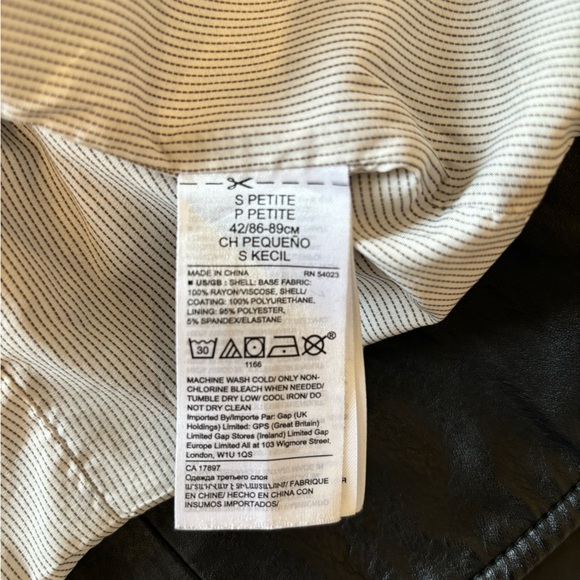 S PETITE
P PETITE
42/86-89CM
CH PEQUEÑO
S KECIL
MADE IN CHINA RN 54023
■ US/GB : SHELL: BASE FABRIC:
100% RAYON/VISCOSE, SHELL/
COATING: 100% POLYURETHANE,
LINING: 95% POLYESTER,
5% SPANDEX/ELASTANE
30
®
1166
MACHINE WASH COLD/ ONLY NON-
CHLORINE BLEACH WHEN NEEDED/
TUMBLE DRY LOW/ COOL IRON/ DO
NOT DRY CLEAN
Imported By/Importe Par: Gap (UK
Holdings) Limited: GPS (Great Britain)
Limited Gap Stores (Ireland) Limited Gap
Europe Limited All at 103 Wigmore Street,
London, W1U 1QS
CA 17897
Одежда третьего слоя
FABRIQUE
EN CHINE/ HECHO EN CHINA CON
INSUMOS IMPORTADOS/